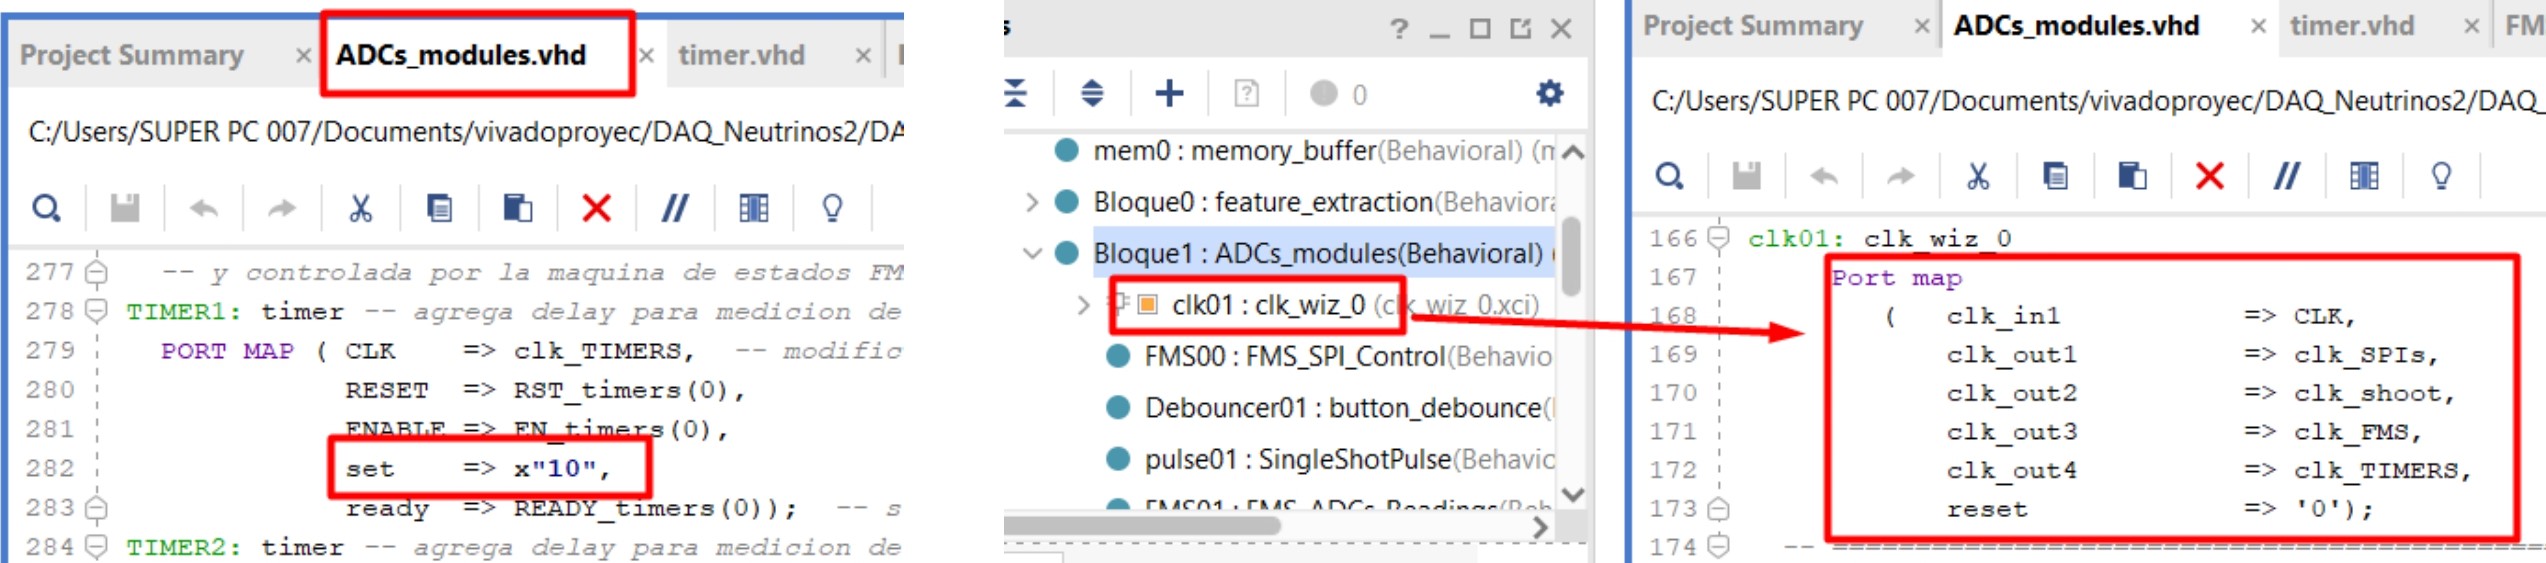 Project Summary × ADCs_modules.vhd × timer.vhd ×
C:/Users/SUPER PC 007/Documents/vivadoproyec/DAQ_Neutrinos2/DA
277 -- y controlada por la maquina de estados FM
278 TIMER1: timer -- agrega delay para medicion de
279 PORT MAP ( CLK => clk_TIMERS, -- modific
280 RESET => RST_timers(0),
281 ENABLE => EN_timers(0),
282 set => x"10",
283 ready => READY_timers(0)); -- s
284 TIMER2: timer -- agrega delay para medicion de
s ? _ ×
? 0
mem0 : memory_buffer(Behavioral) (m
Bloque0 : feature_extraction(Behaviora
Bloque1 : ADCs_modules(Behavioral) (
clk01 : clk_wiz_0 (clk_wiz_0.xci)
FMS00 : FMS_SPI_Control(Behavio
Debouncer01 : button_debounce(
pulse01 : SingleShotPulse(Behavio
FMS01 : FMS_ADCs_Readings(Beh
Project Summary × ADCs_modules.vhd × timer.vhd × FM
C:/Users/SUPER PC 007/Documents/vivadoproyec/DAQ_Neutrinos2/DAQ_
166 clk01: clk_wiz_0
167 Port map
168 ( clk_in1 => CLK,
169 clk_out1 => clk_SPIs,
170 clk_out2 => clk_shoot,
171 clk_out3 => clk_FMS,
172 clk_out4 => clk_TIMERS,
173 reset => '0');
174 -- ==========================================